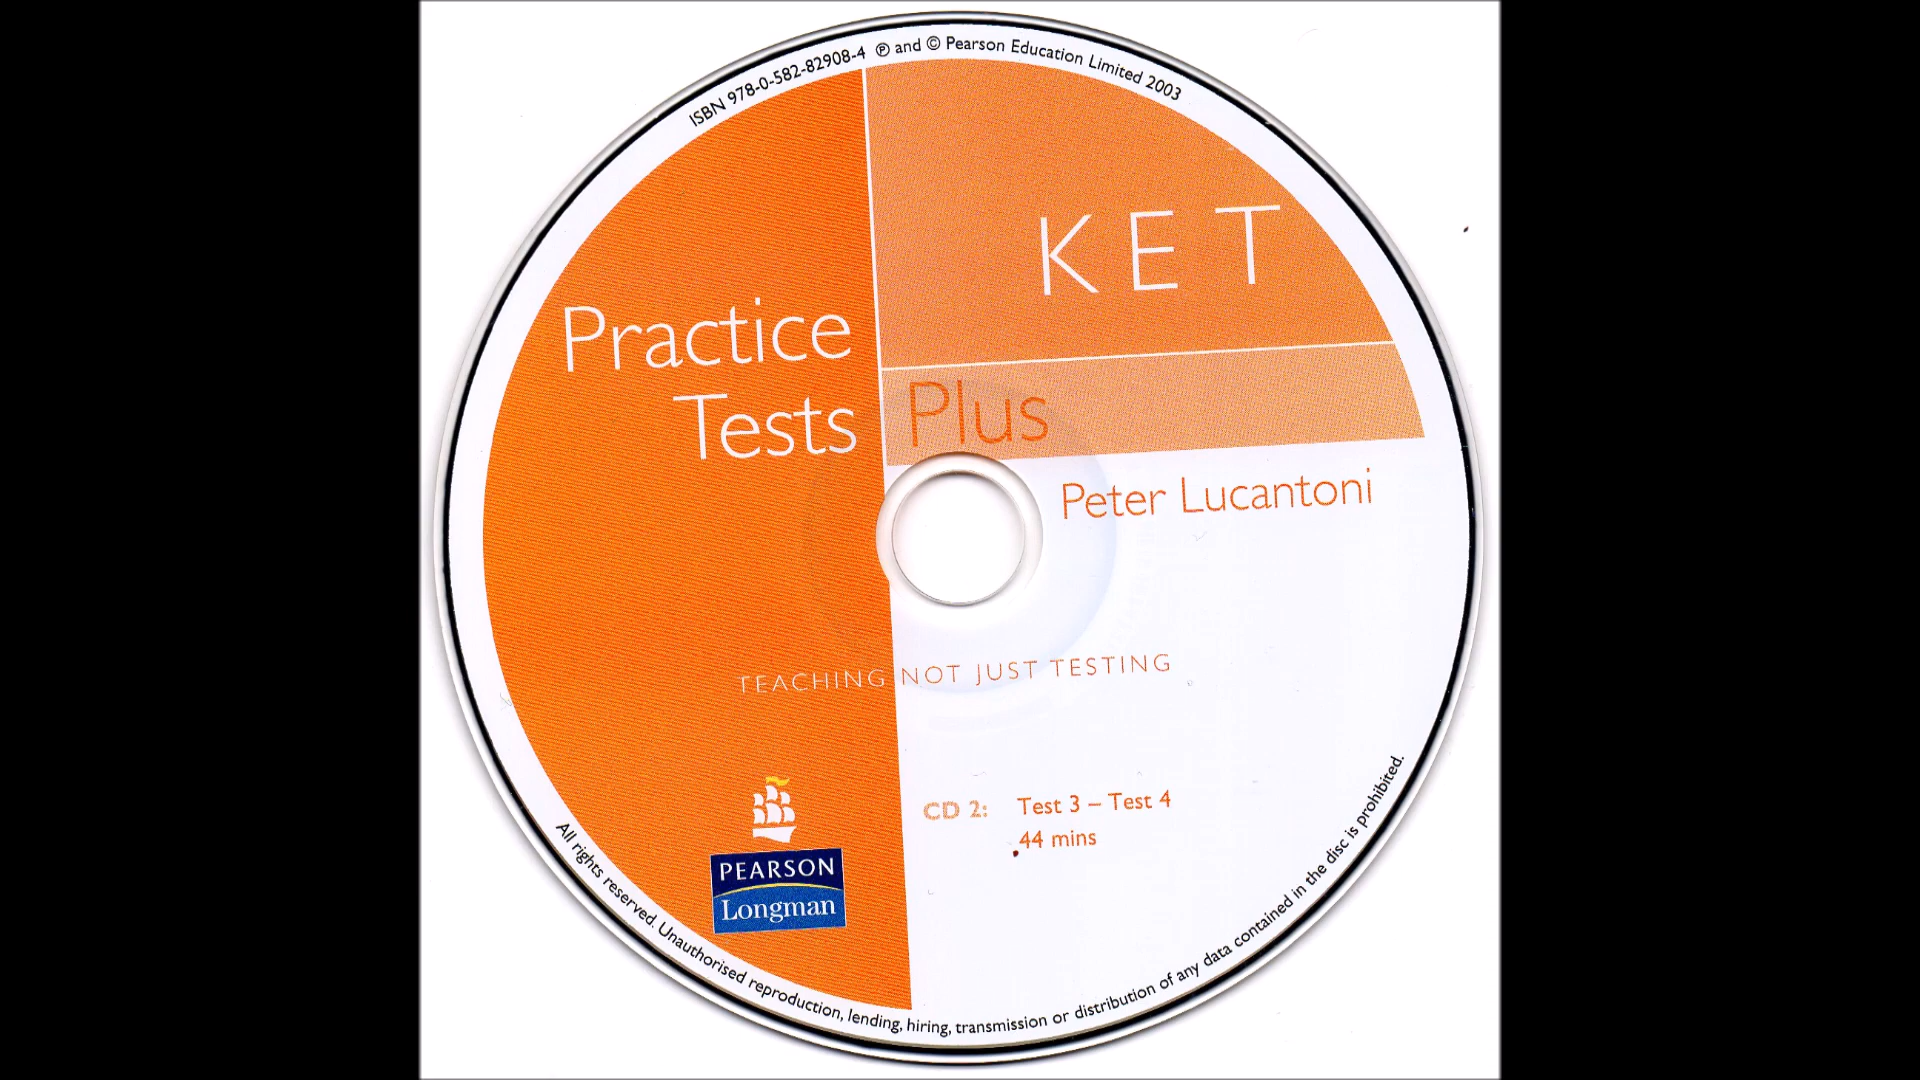 ISBN 978-0-582-82908-4 ℗ and © Pearson Education Limited 2003
KET
Practice
Tests
Plus
Peter Lucantoni
TEACHING NOT JUST TESTING
CD 2: Test 3 – Test 4
44 mins
PEARSON
Longman
All rights reserved. Unauthorised reproduction, lending, hiring, transmission or distribution of any data contained in the disc is prohibited.